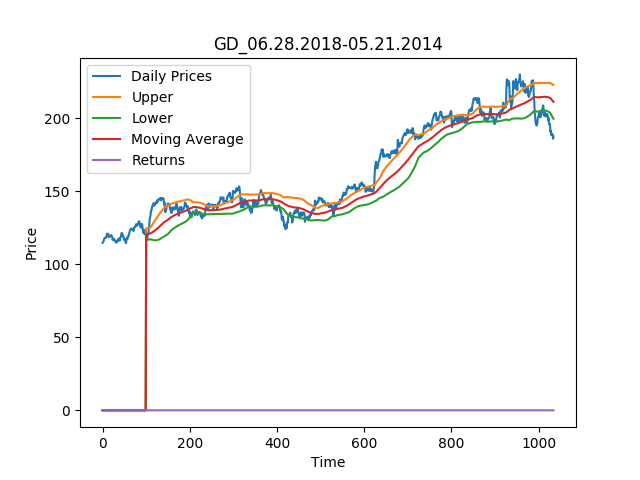 GD_06.28.2018-05.21.2014
Daily Prices
Upper
Lower
Moving Average
Returns
200
150
100
50
0
Price
0 200 400 600 800 1000
Time